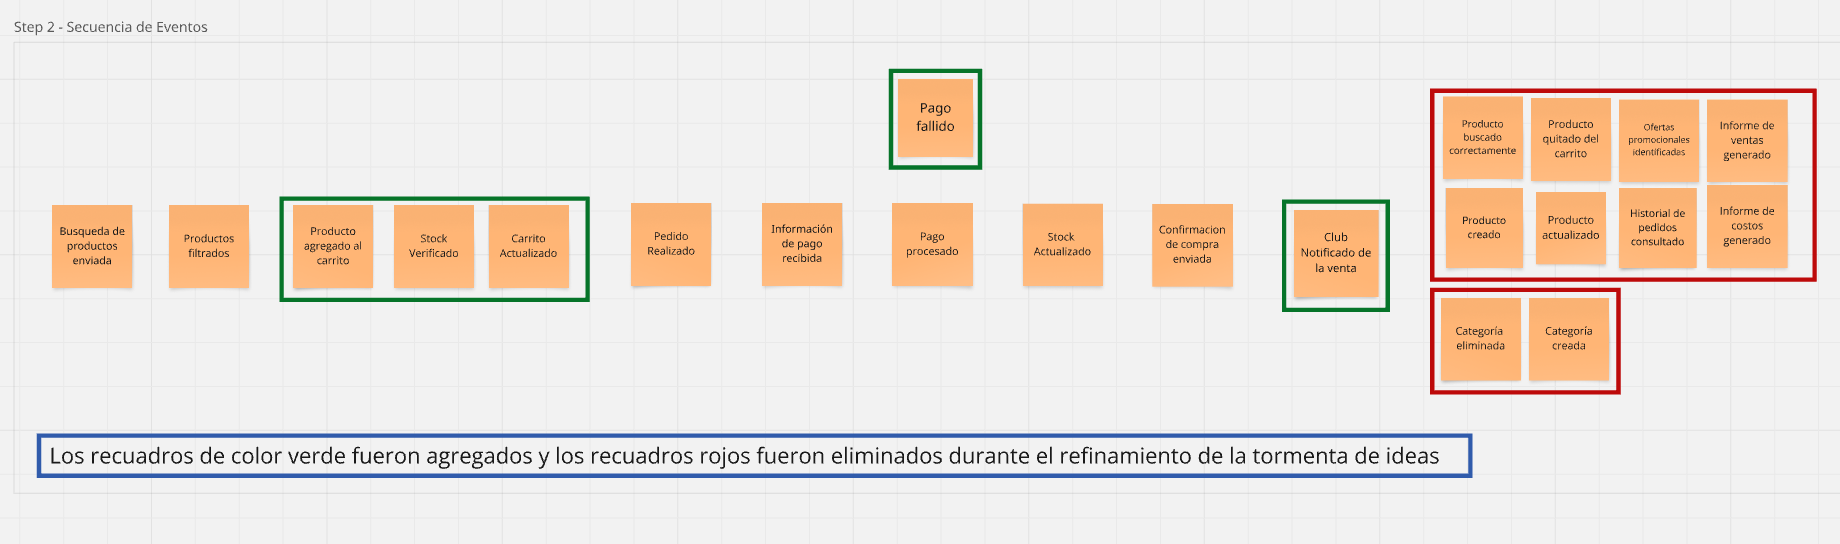 Step 2 - Secuencia de Eventos
Pago
fallido
Busqueda de
productos
enviada
Productos
filtrados
Producto
agregado al
carrito
Stock
Verificado
Carrito
Actualizado
Pedido
Realizado
Información
de pago
recíbida
Pago
procesado
Stock
Actualizado
Confirmacion
de compra
enviada
Club
Notificado de
la venta
Producto
buscado
correctamente
Producto
quitado del
carrito
Ofertas
promocionales
identificadas
Informe de
ventas
generado
Producto
creado
Producto
actualizado
Historial de
pedidos
consultado
Informe de
costos
generado
Categoría
eliminada
Categoría
creada
Los recuadros de color verde fueron agregados y los recuadros rojos fueron eliminados durante el refinamiento de la tormenta de ideas